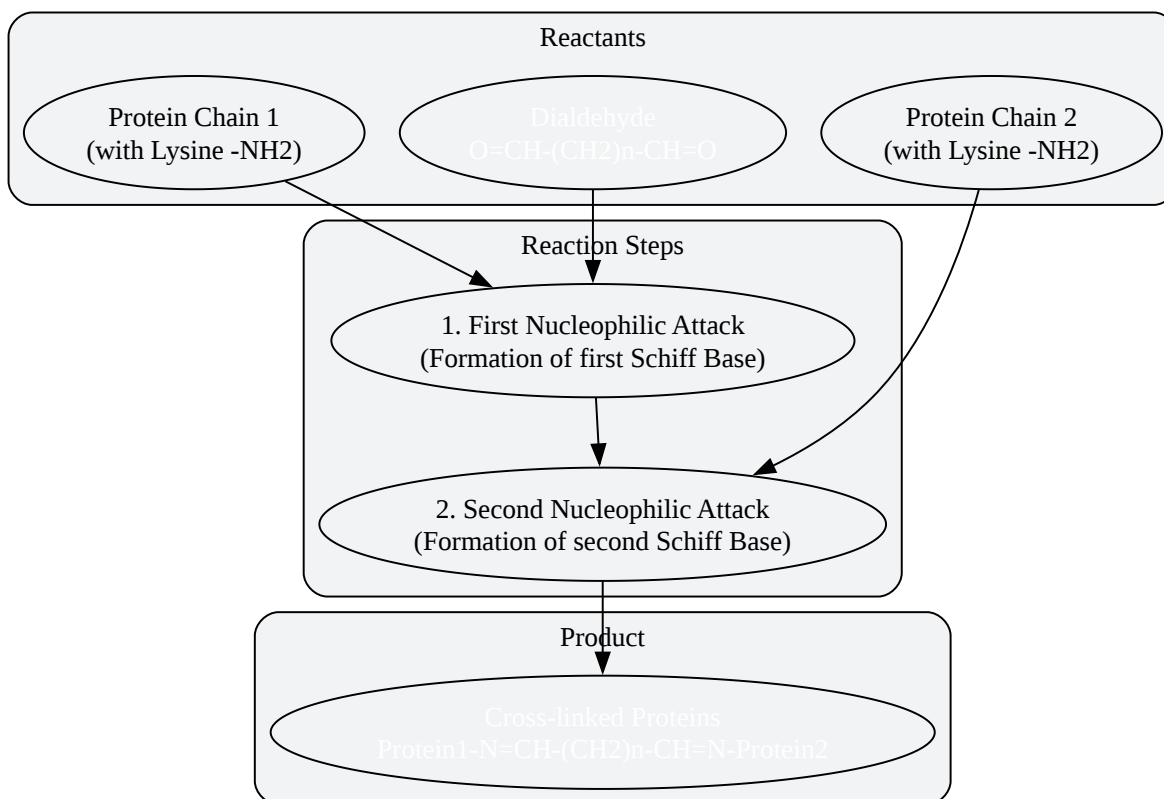 Reactants
Protein Chain 1
(with Lysine -NH2)
Dialdehyde
O=CH-(CH2)n-CH=O
Protein Chain 2
(with Lysine -NH2)
Reaction Steps
1. First Nucleophilic Attack
(Formation of first Schiff Base)
2. Second Nucleophilic Attack
(Formation of second Schiff Base)
Product
Cross-linked Proteins
Protein1-N=CH-(CH2)n-CH=N-Protein2